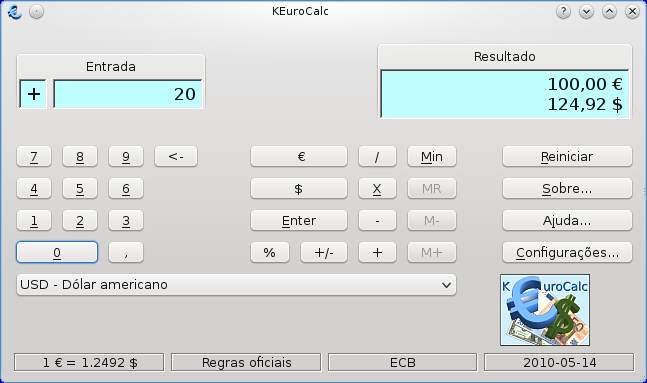 KEuroCalc
Entrada
Resultado
+ 20
100,00 €
124,92 $
7 8 9 <- € / Min Reiniciar
4 5 6 $ X MR Sobre...
1 2 3 Enter - M- Ajuda...
0 , % +/- + M+ Configurações...
USD - Dólar americano
K EuroCalc
1 € = 1.2492 $ Regras oficiais ECB 2010-05-14